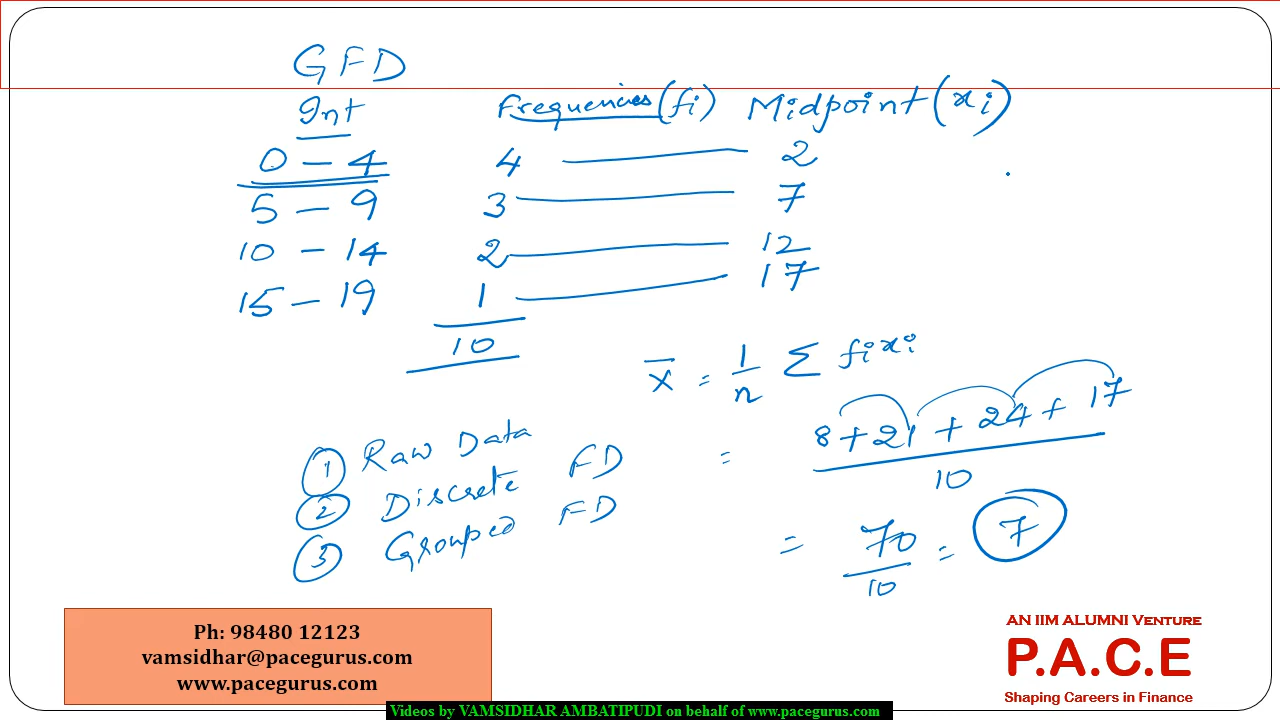 GFD
Int Frequencies (fi) Midpoint (xi)
0 - 4 4 2
5 - 9 3 7
10 - 14 2 12
15 - 19 1 17
10
x̅ = 1/n Σ fixi
= 8 + 21 + 24 + 17 / 10
= 70/10 = 7
1 Raw Data
2 Discrete FD
3 Grouped FD
Ph: 98480 12123
vamsidhar@pacegurus.com
www.pacegurus.com
AN IIM ALUMNI VENTURE
P.A.C.E
Shaping Careers in Finance
Videos by VAMSIDHAR AMBATIPUDI on behalf of www.pacegurus.com